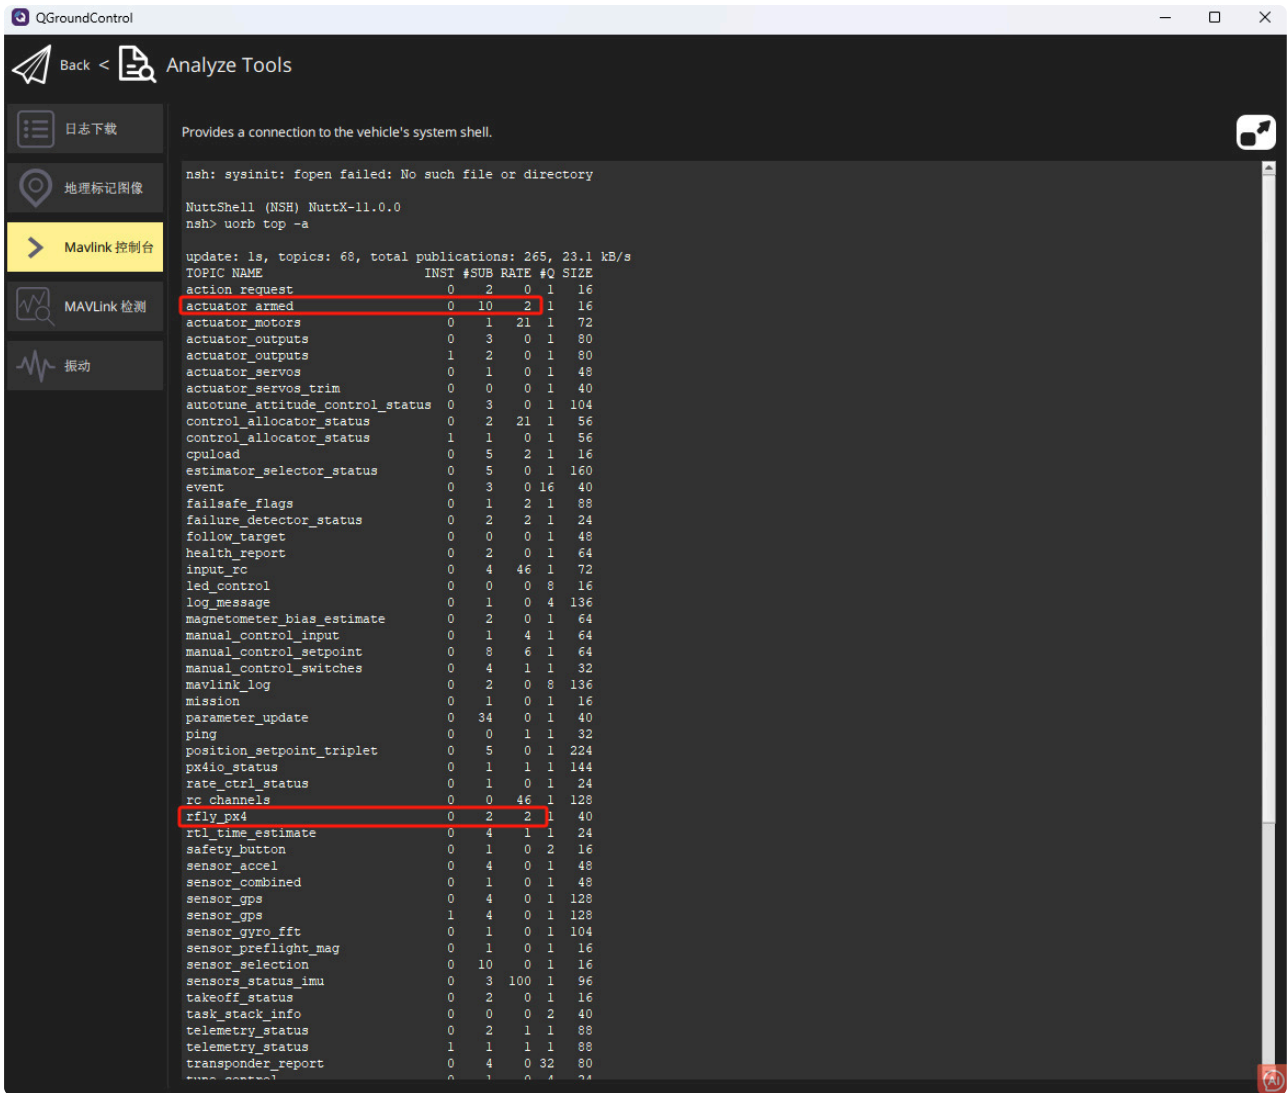 QGroundControl
Back < Analyze Tools
日志下载
地理标记图像
Mavlink 控制台
MAVLink 检测
振动
Provides a connection to the vehicle's system shell.
nsh: sysinit: fopen failed: No such file or directory
NuttShell (NSH) NuttX-11.0.0
nsh> uorb top -a
update: 1s, topics: 68, total publications: 265, 23.1 kB/s
TOPIC NAME INST #SUB RATE #Q SIZE
action_request 0 2 0 1 16
actuator_armed 0 10 2 1 16
actuator_motors 0 1 21 1 72
actuator_outputs 0 3 0 1 80
actuator_outputs 1 2 0 1 80
actuator_servos 0 1 0 1 48
actuator_servos_trim 0 0 0 1 40
autotune_attitude_control_status 0 3 0 1 104
control_allocator_status 0 2 21 1 56
control_allocator_status 1 1 0 1 56
cpuload 0 5 2 1 16
estimator_selector_status 0 5 0 1 160
event 0 3 0 16 40
failsafe_flags 0 1 2 1 88
failure_detector_status 0 2 2 1 24
follow_target 0 0 0 1 48
health_report 0 2 0 1 64
input_rc 0 4 46 1 72
led_control 0 0 0 8 16
log_message 0 1 0 4 136
magnetometer_bias_estimate 0 2 0 1 64
manual_control_input 0 1 4 1 64
manual_control_setpoint 0 8 6 1 64
manual_control_switches 0 4 1 1 32
mavlink_log 0 2 0 8 136
mission 0 1 0 1 16
parameter_update 0 34 0 1 40
ping 0 0 1 1 32
position_setpoint_triplet 0 5 0 1 224
px4io_status 0 1 1 1 144
rate_ctrl_status 0 1 0 1 24
rc_channels 0 0 46 1 128
rfly_px4 0 2 2 1 40
rtl_time_estimate 0 4 1 1 24
safety_button 0 1 0 2 16
sensor_accel 0 4 0 1 48
sensor_combined 0 1 0 1 48
sensor_gps 0 4 0 1 128
sensor_gps 1 4 0 1 128
sensor_gyro_fft 0 1 0 1 104
sensor_preflight_mag 0 1 0 1 16
sensor_selection 0 10 0 1 16
sensors_status_imu 0 3 100 1 96
takeoff_status 0 2 0 1 16
task_stack_info 0 0 0 2 40
telemetry_status 0 2 1 1 88
telemetry_status 1 1 1 1 88
transponder_report 0 4 0 32 80
AI